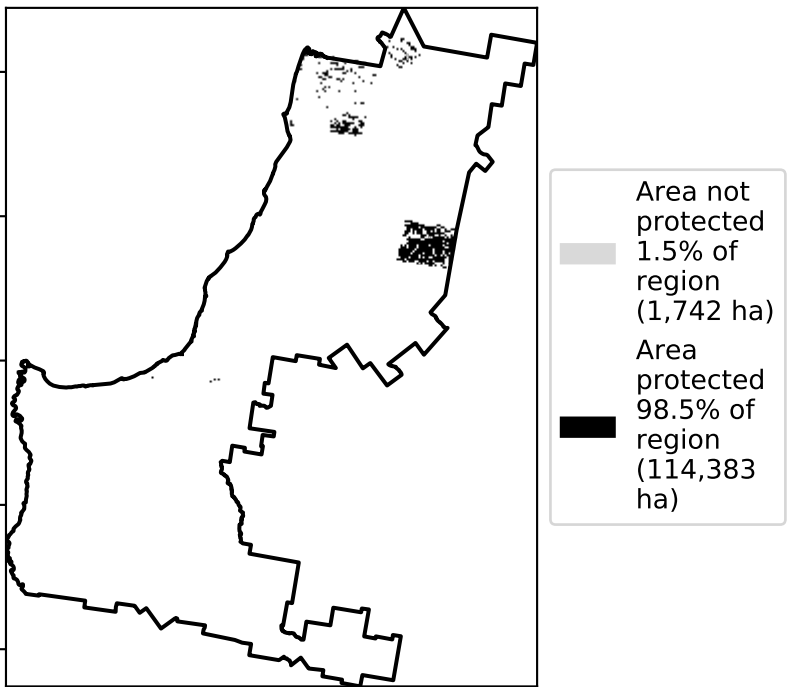 Area not
protected
1.5% of
region
(1,742 ha)
Area
protected
98.5% of
region
(114,383
ha)